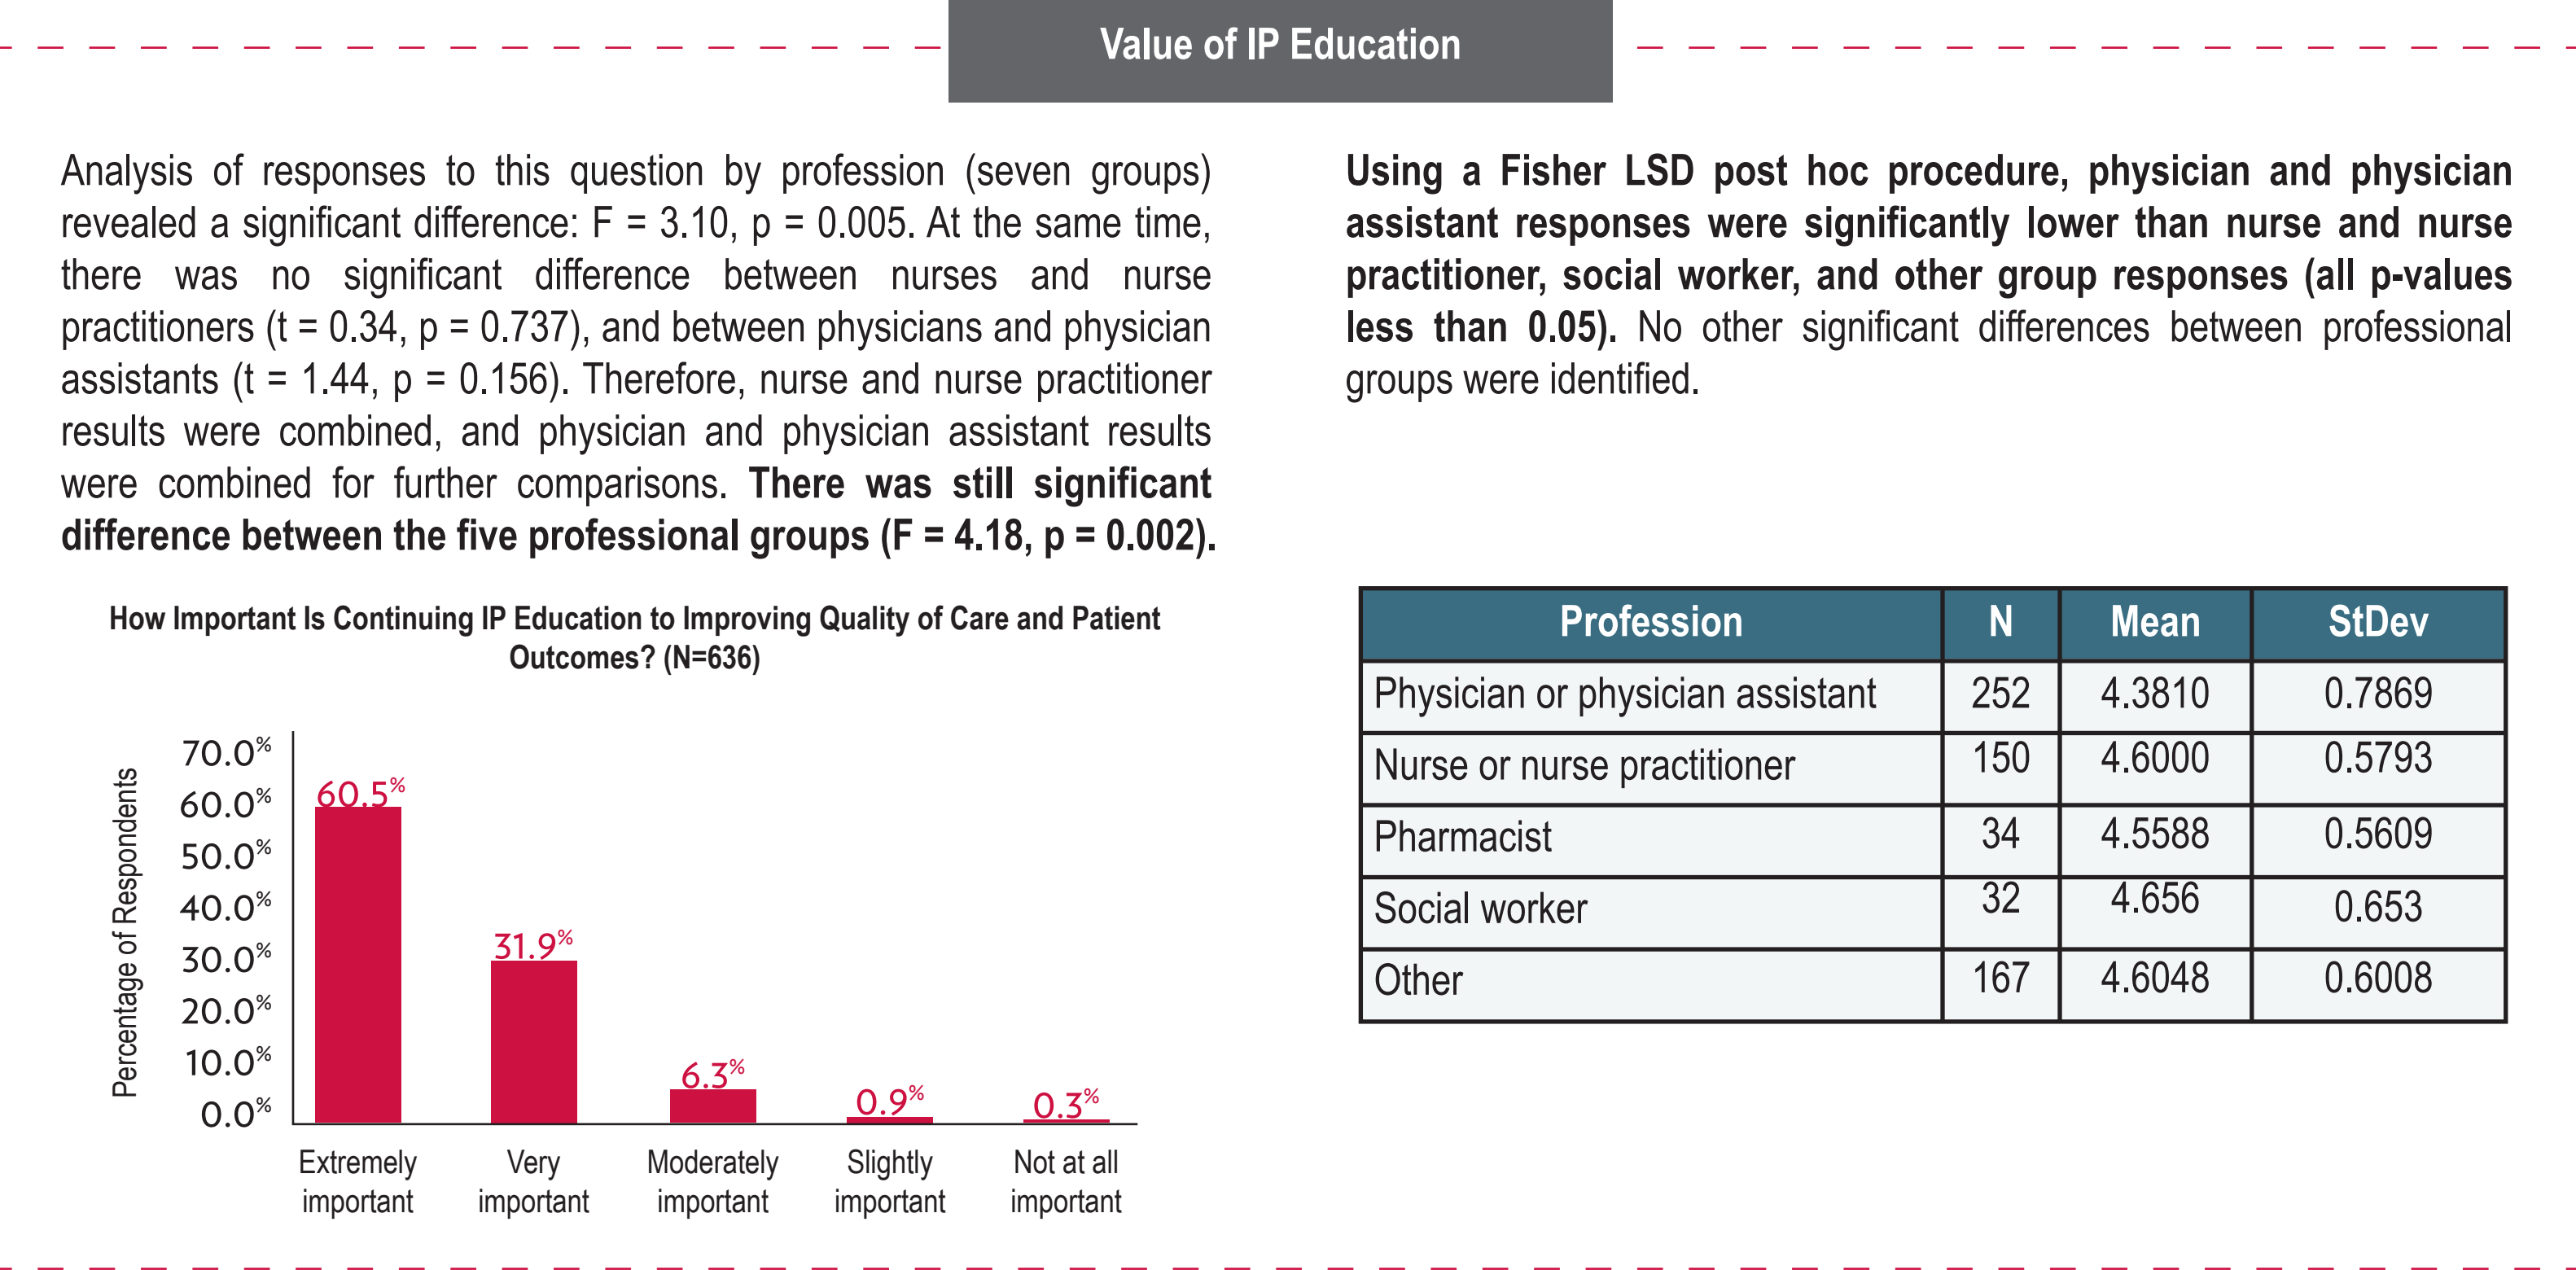 Value of IP Education
Analysis of responses to this question by profession (seven groups)
revealed a significant difference: F = 3.10, p = 0.005. At the same time,
there was no significant difference between nurses and nurse
practitioners (t = 0.34, p = 0.737), and between physicians and physician
assistants (t = 1.44, p = 0.156). Therefore, nurse and nurse practitioner
results were combined, and physician and physician assistant results
were combined for further comparisons. There was still significant
difference between the five professional groups (F = 4.18, p = 0.002).
How Important Is Continuing IP Education to Improving Quality of Care and Patient
Outcomes? (N=636)
Percentage of Respondents
70.0%
60.0%
50.0%
40.0%
30.0%
20.0%
10.0%
0.0%
60.5%
31.9%
6.3%
0.9%
0.3%
Extremely
important
Very
important
Moderately
important
Slightly
important
Not at all
important
Using a Fisher LSD post hoc procedure, physician and physician
assistant responses were significantly lower than nurse and nurse
practitioner, social worker, and other group responses (all p-values
less than 0.05). No other significant differences between professional
groups were identified.
Profession N Mean StDev
Physician or physician assistant 252 4.3810 0.7869
Nurse or nurse practitioner 150 4.6000 0.5793
Pharmacist 34 4.5588 0.5609
Social worker 32 4.656 0.653
Other 167 4.6048 0.6008